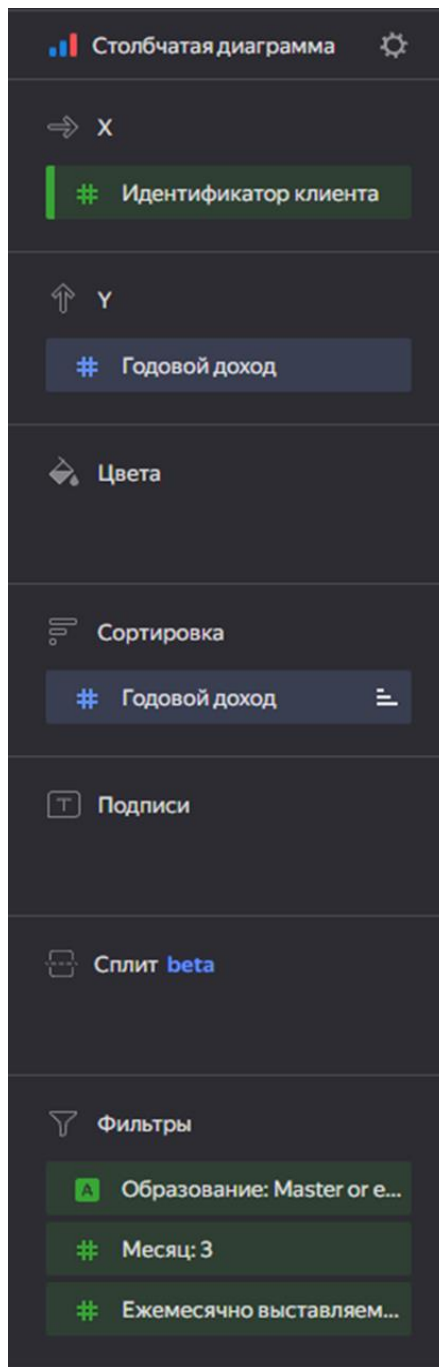 Столбчатая диаграмма
X
# Идентификатор клиента
Y
# Годовой доход
Цвета
Сортировка
# Годовой доход
T Подписи
Сплит beta
Фильтры
A Образование: Master or e...
# Месяц: 3
# Ежемесячно выставляем...